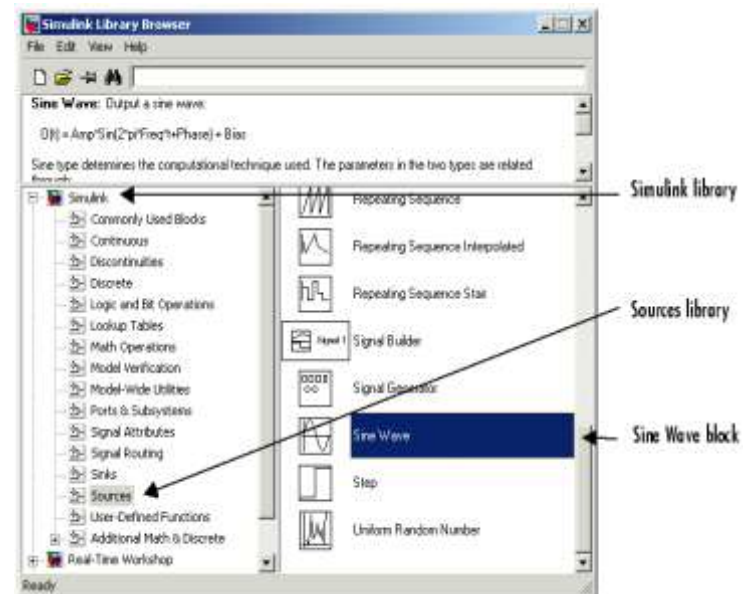 Simulink Library Browser
File Edit View Help
Sine Wave: Output a sine wave:
O(t) = Amp*Sin(2*pi*Freq*t+Phase) + Bias
Sine type determines the computational technique used. The parameters in the two types are related
through:
Simulink
Commonly Used Blocks
Continuous
Discontinuities
Discrete
Logic and Bit Operations
Lookup Tables
Math Operations
Model Verification
Model-Wide Utilities
Ports & Subsystems
Signal Attributes
Signal Routing
Sinks
Sources
User-Defined Functions
Additional Math & Discrete
Real-Time Workshop
Repeating Sequence
Repeating Sequence Interpolated
Repeating Sequence Stair
Signal 1
Signal Builder
Signal Generator
Sine Wave
Step
Uniform Random Number
Ready
Simulink library
Sources library
Sine Wave block